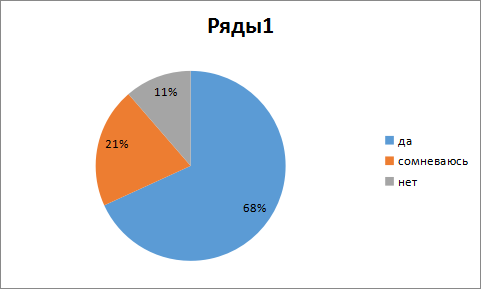 Ряды1
11%
21%
68%
да
сомневаюсь
нет